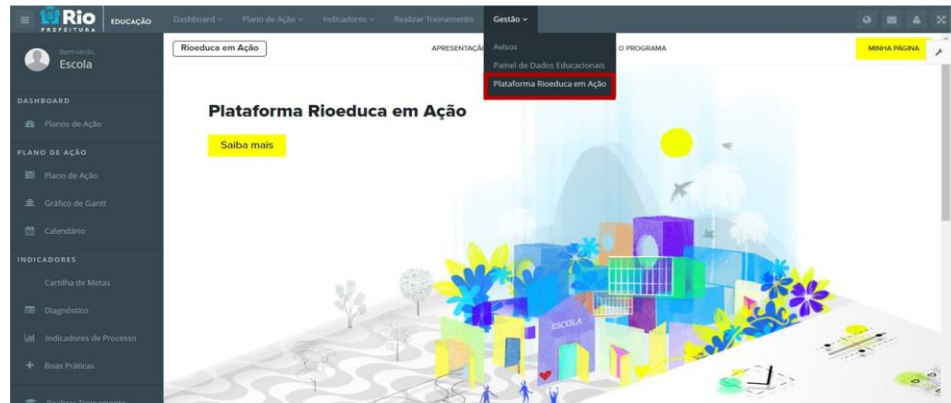 Rio
PREFEITURA
EDUCAÇÃO
Dashboard
Plano de Ação
Indicadores
Realizar Treinamento
Gestão
Bem-vindo,
Escola
Rioeduca em Ação
APRESENTAÇÃ
O PROGRAMA
MINHA PÁGINA
Avisos
Painel de Dados Educacionais
Plataforma Rioeduca em Ação
DASHBOARD
Planos de Ação
PLANO DE AÇÃO
Plano de Ação
Gráfico de Gantt
Calendário
INDICADORES
Cartilha de Metas
Diagnóstico
Indicadores de Processo
Boas Práticas
Realizar Treinamento
Plataforma Rioeduca em Ação
Saiba mais
ESCOLA